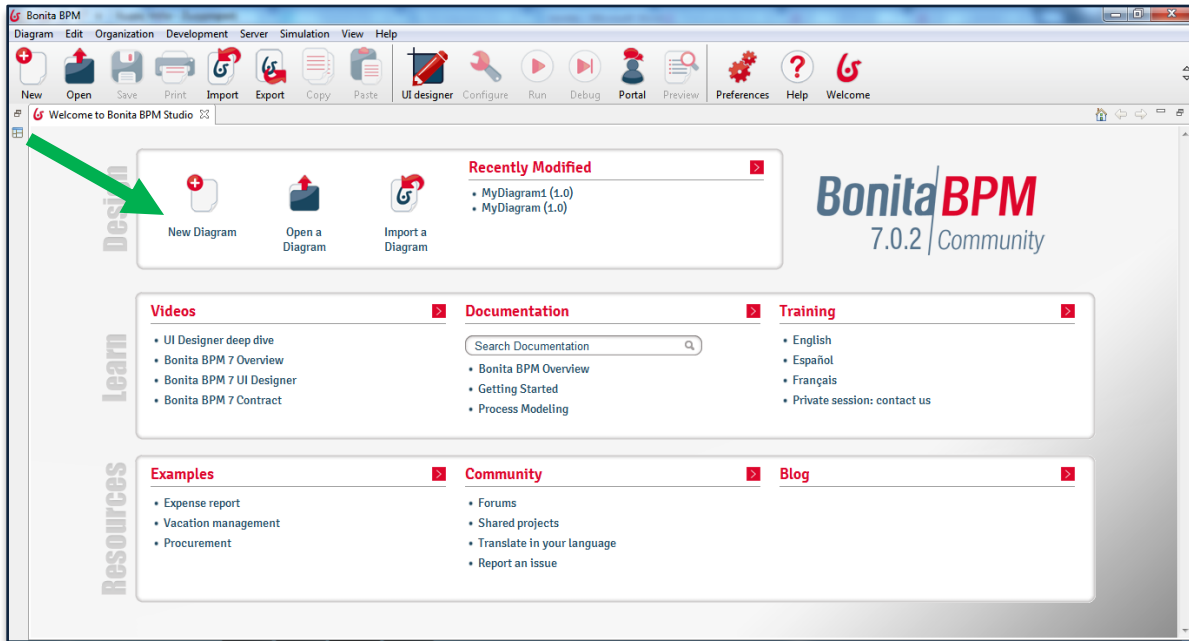 Bonita BPM
Diagram Edit Organization Development Server Simulation View Help
New Open Save Print Import Export Copy Paste UI designer Configure Run Debug Portal Preview Preferences Help Welcome
Welcome to Bonita BPM Studio
Design
New Diagram
Open a
Diagram
Import a
Diagram
Recently Modified
• MyDiagram1 (1.0)
• MyDiagram (1.0)
Bonita BPM
7.0.2 Community
Learn
Videos
• UI Designer deep dive
• Bonita BPM 7 Overview
• Bonita BPM 7 UI Designer
• Bonita BPM 7 Contract
Documentation
Search Documentation
• Bonita BPM Overview
• Getting Started
• Process Modeling
Training
• English
• Español
• Français
• Private session: contact us
Resources
Examples
• Expense report
• Vacation management
• Procurement
Community
• Forums
• Shared projects
• Translate in your language
• Report an issue
Blog